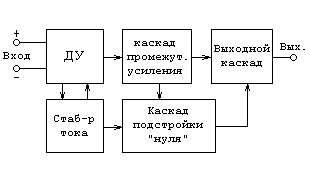 +
Вход
-
ДУ
каскад
промежут.
усиления
Выходной
каскад
Вых.
Стаб-р
тока
Каскад
подстройки
"нуля"